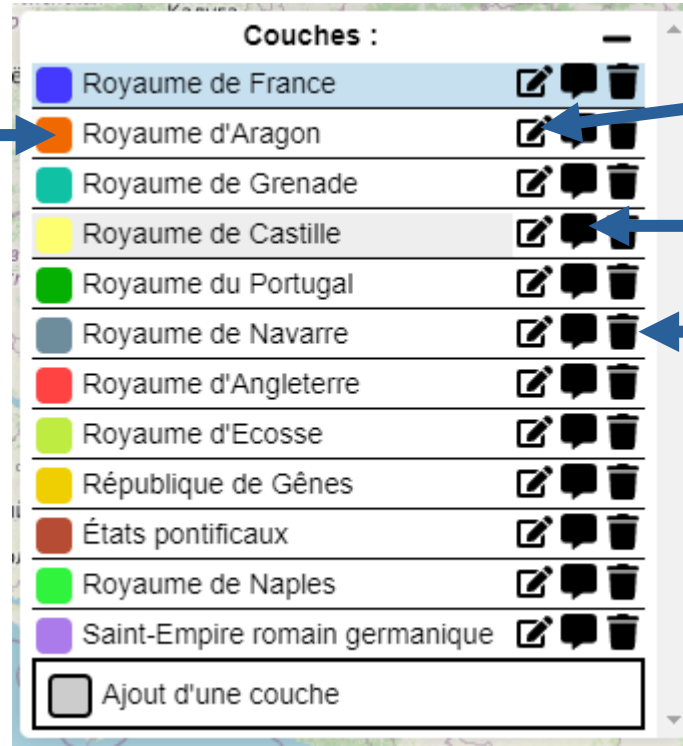 Couches :
Royaume de France
Royaume d'Aragon
Royaume de Grenade
Royaume de Castille
Royaume du Portugal
Royaume de Navarre
Royaume d'Angleterre
Royaume d'Ecosse
République de Gênes
États pontificaux
Royaume de Naples
Saint-Empire romain germanique
Ajout d'une couche